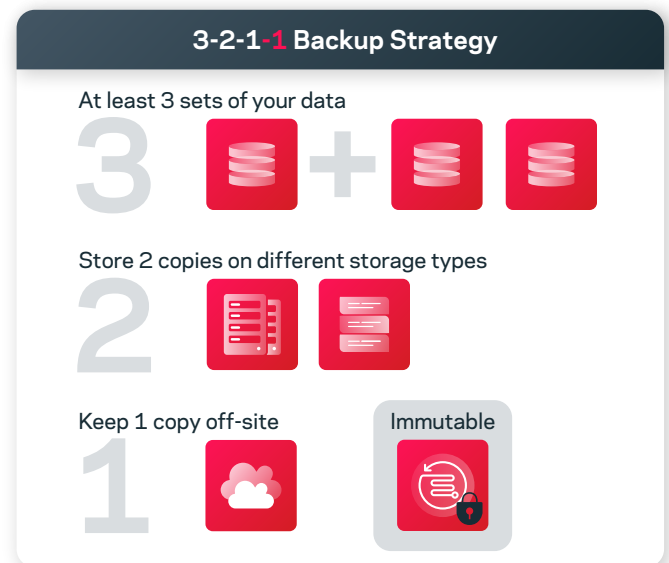 3-2-1-1 Backup Strategy
At least 3 sets of your data
3 +
Store 2 copies on different storage types
2
Keep 1 copy off-site
Immutable
1